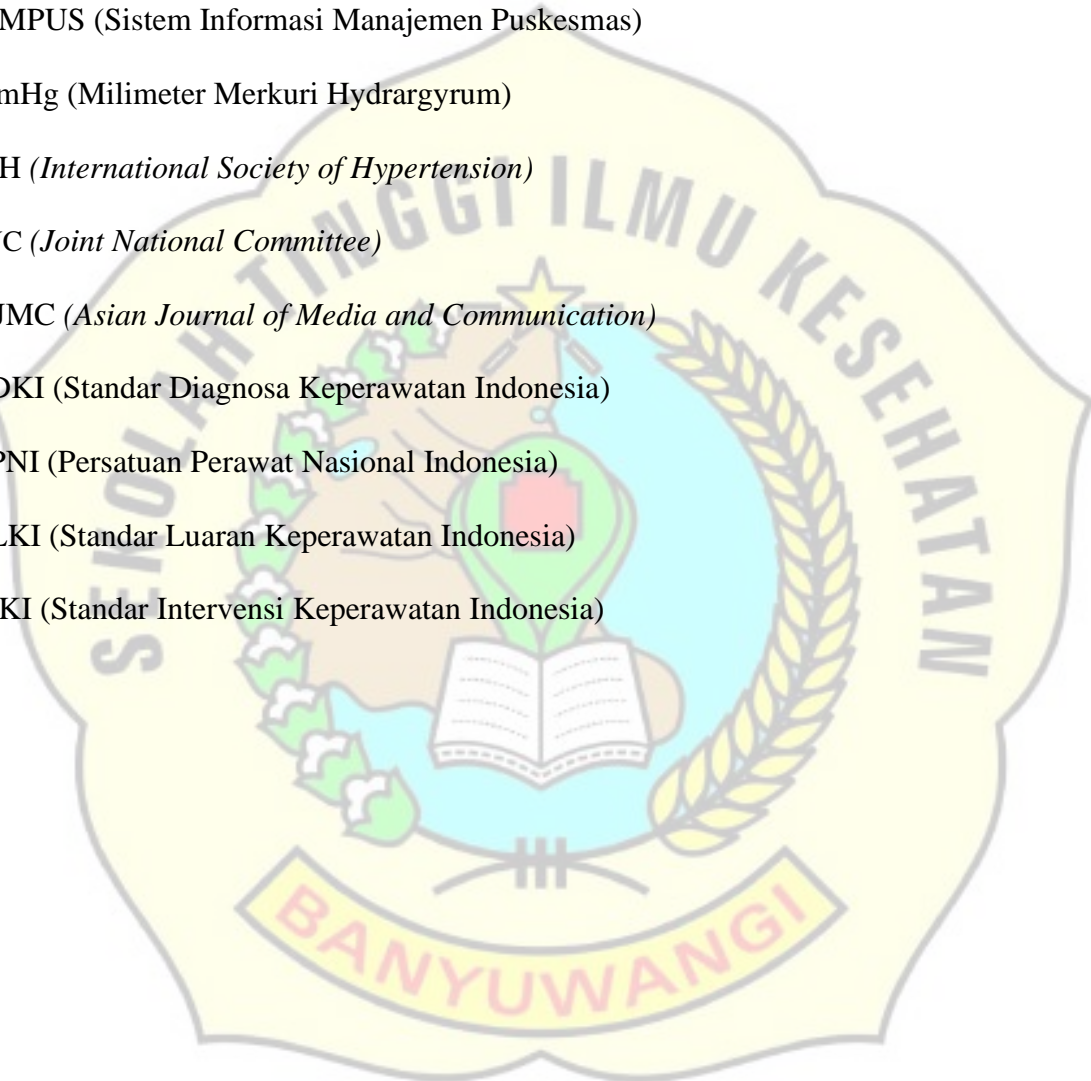 MPUS (Sistem Informasi Manajemen Puskesmas)
mHg (Milimeter Merkuri Hydrargyrum)
H (International Society of Hypertension)
C (Joint National Committee)
JMC (Asian Journal of Media and Communication)
DKI (Standar Diagnosa Keperawatan Indonesia)
PNI (Persatuan Perawat Nasional Indonesia)
LKI (Standar Luaran Keperawatan Indonesia)
KI (Standar Intervensi Keperawatan Indonesia)
SEKOLAH TINGGI ILMU KESEHATAN
BANYUWANGI